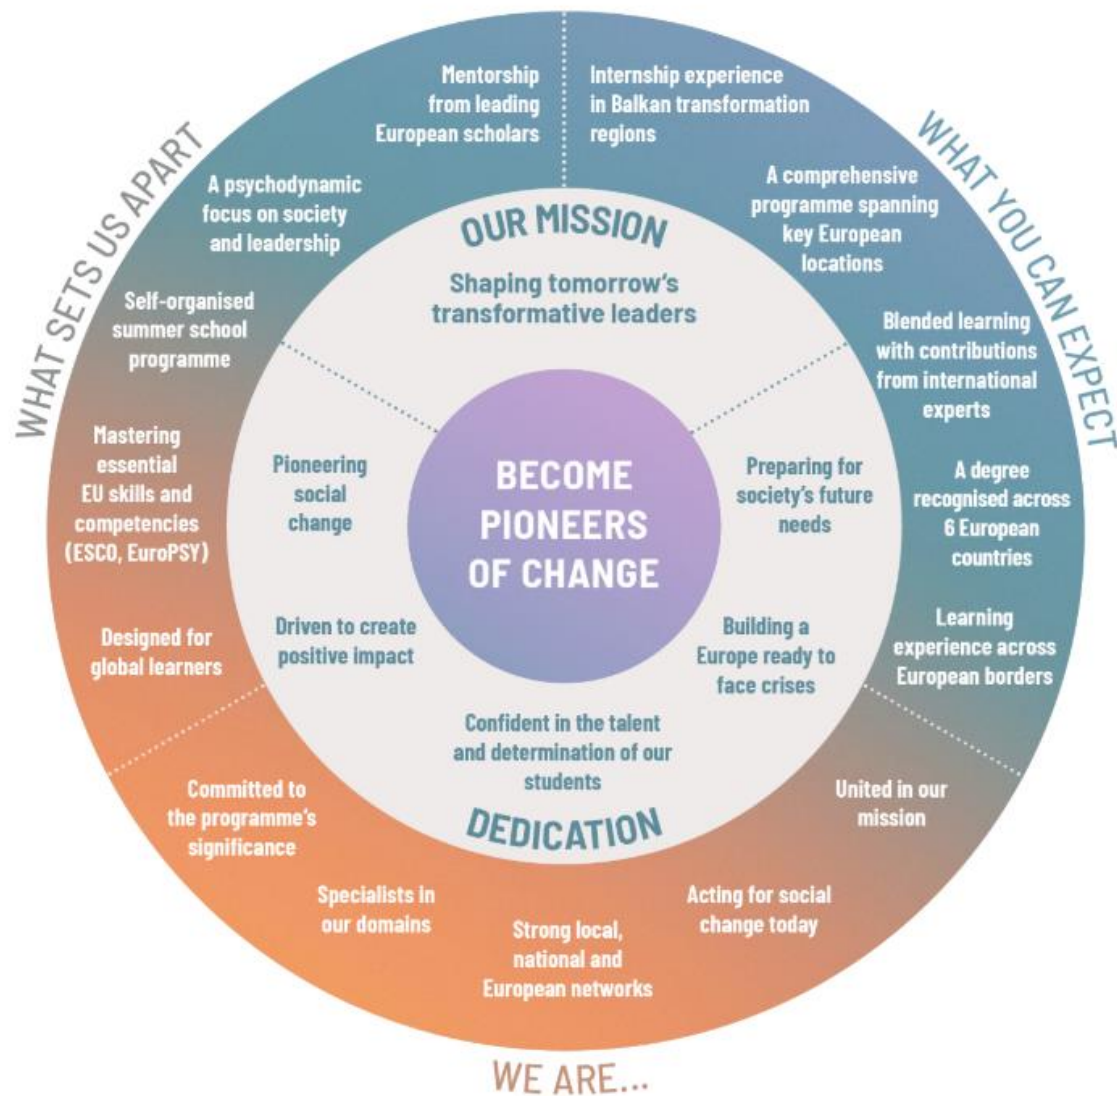 WHAT SETS US APART
Mentorship
from leading
European scholars
A psychodynamic
focus on society
and leadership
Self-organised
summer school
programme
Mastering
essential
EU skills and
competencies
(ESCO, EuroPSY)
Designed for
global learners
WHAT YOU CAN EXPECT
Internship experience
in Balkan transformation
regions
A comprehensive
programme spanning
key European
locations
Blended learning
with contributions
from international
experts
A degree
recognised across
6 European
countries
Learning
experience across
European borders
OUR MISSION
Shaping tomorrow's
transformative leaders
BECOME
PIONEERS
OF CHANGE
Pioneering
social
change
Driven to create
positive impact
Preparing for
society's future
needs
Building a
Europe ready to
face crises
Confident in the talent
and determination of our
students
DEDICATION
Committed to
the programme's
significance
Specialists in
our domains
Strong local,
national and
European networks
Acting for social
change today
United in our
mission
WE ARE...